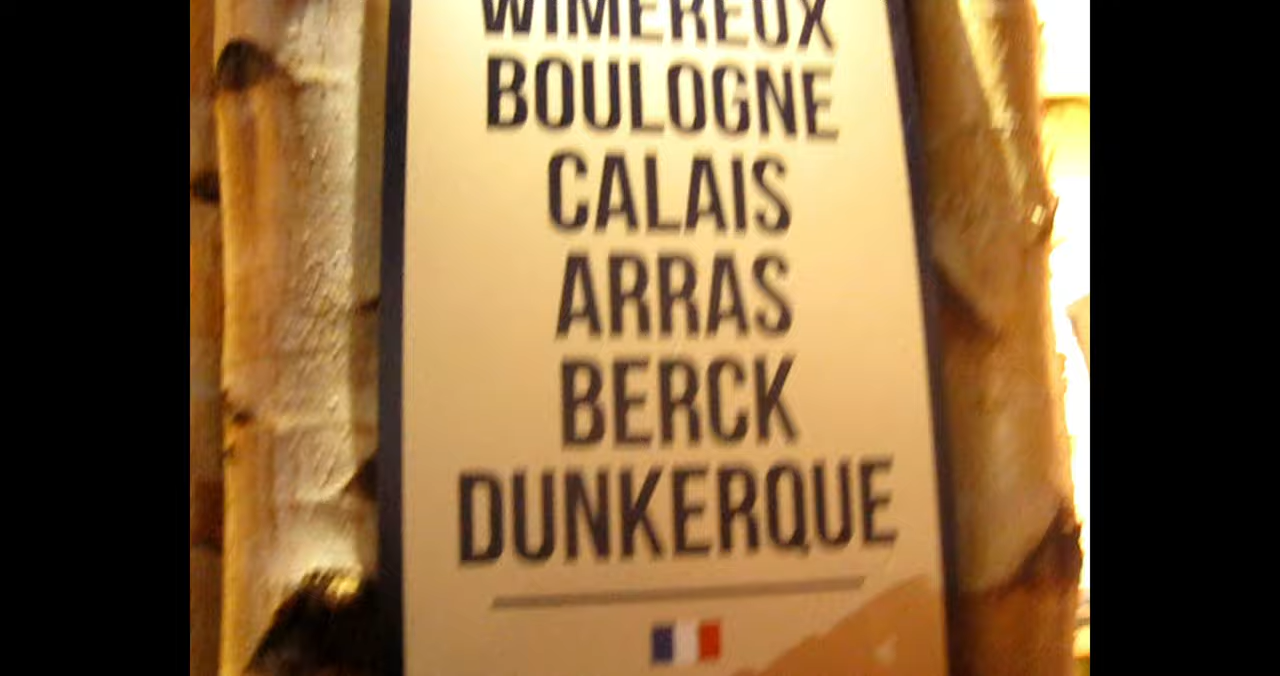 WIMEREUX
BOULOGNE
CALAIS
ARRAS
BERCK
DUNKERQUE